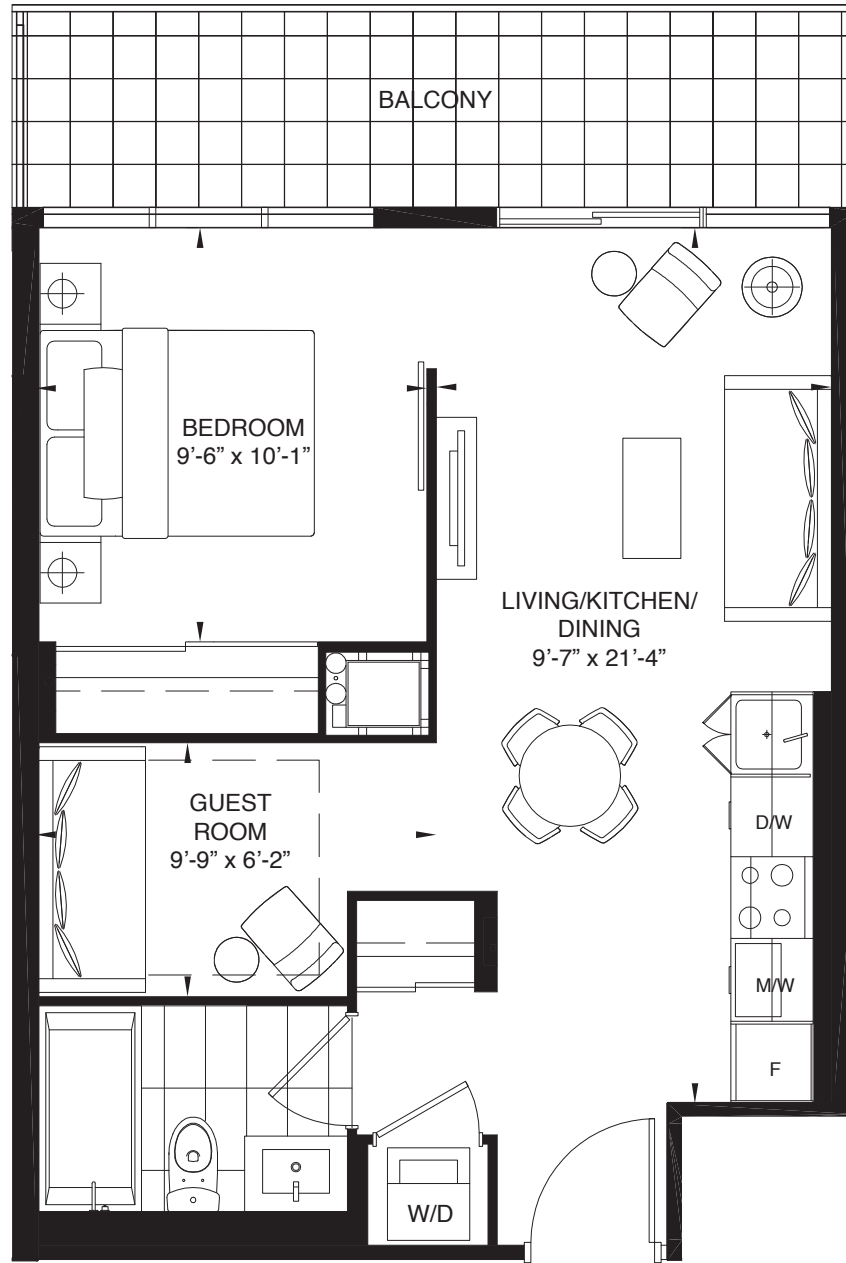 BALCONY
BEDROOM
9’-6” x 10’-1”
LIVING/KITCHEN/
DINING
9’-7” x 21’-4”
GUEST
ROOM
9’-9” x 6’-2”
D/W
M/W
F
W/D